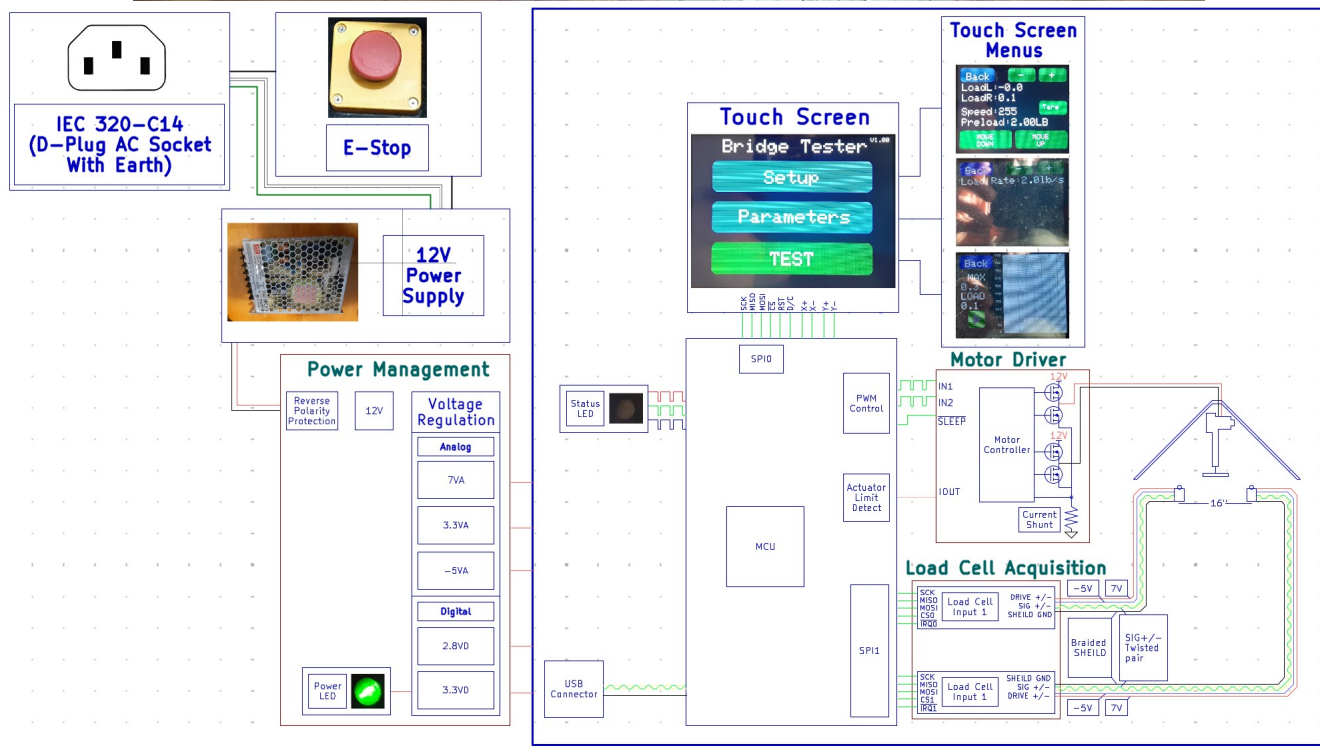 IEC 320-C14
(D-Plug AC Socket
With Earth)
E-Stop
12V
Power
Supply
Power Management
Reverse
Polarity
Protection
12V
Voltage
Regulation
Analog
7VA
3.3VA
-5VA
Digital
2.8VD
3.3VD
Power
LED
Touch Screen
Bridge Tester
V1.00
Setup
Parameters
TEST
SCK
MISO
MOSI
CS
RST
D/C
X+
X-
Y+
Y-
Touch Screen
Menus
Back
-
+
LoadL:-0.0
LoadR:0.1
Tare
Speed:255
Preload:2.00LB
MOVE
DOWN
MOVE
UP
Back
-
+
Load Rate:2.0lb/s
Back
MAX
0.3
LOAD
0.1
Status
LED
SPI0
PWM
Control
Actuator
Limit
Detect
MCU
SPI1
USB
Connector
Motor Driver
IN1
IN2
SLEEP
IOUT
Motor
Controller
12V
12V
Current
Shunt
16"
Load Cell Acquisition
SCK
MISO
MOSI
CS0
IRQ0
Load Cell
Input 1
DRIVE +/-
SIG +/-
SHEILD GND
-5V
7V
Braided
SHEILD
SIG+/-
Twisted
pair
SCK
MISO
MOSI
CS1
IRQ1
Load Cell
Input 1
SHEILD GND
SIG +/-
DRIVE +/-
-5V
7V